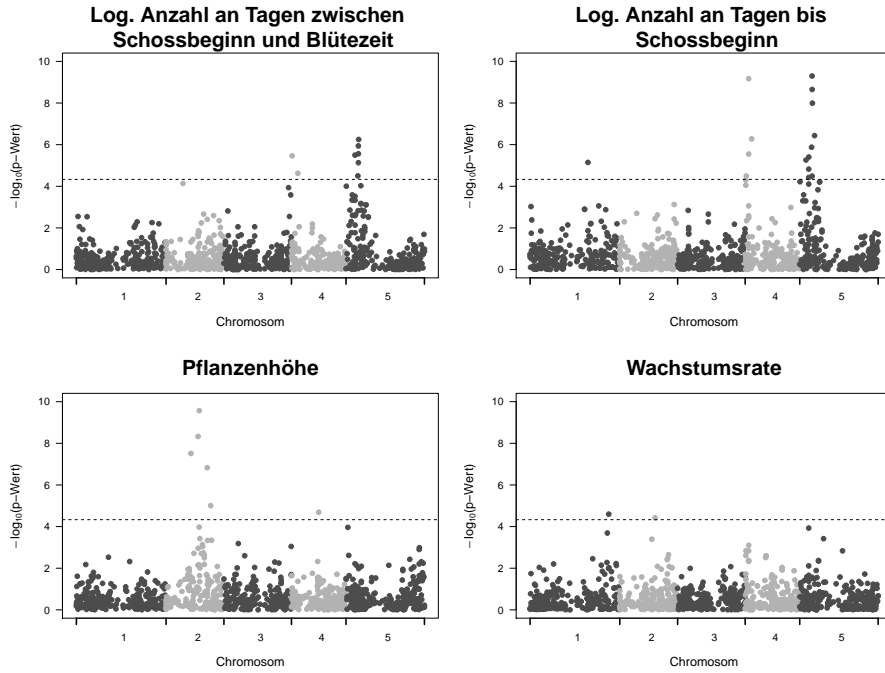 Log. Anzahl an Tagen zwischen
Schossbeginn und Blütezeit
10
8
6
4
2
0
− log10(p−Wert)
1 2 3 4 5
Chromosom
Log. Anzahl an Tagen bis
Schossbeginn
10
8
6
4
2
0
− log10(p−Wert)
1 2 3 4 5
Chromosom
Pflanzenhöhe
10
8
6
4
2
0
− log10(p−Wert)
1 2 3 4 5
Chromosom
Wachstumsrate
10
8
6
4
2
0
− log10(p−Wert)
1 2 3 4 5
Chromosom